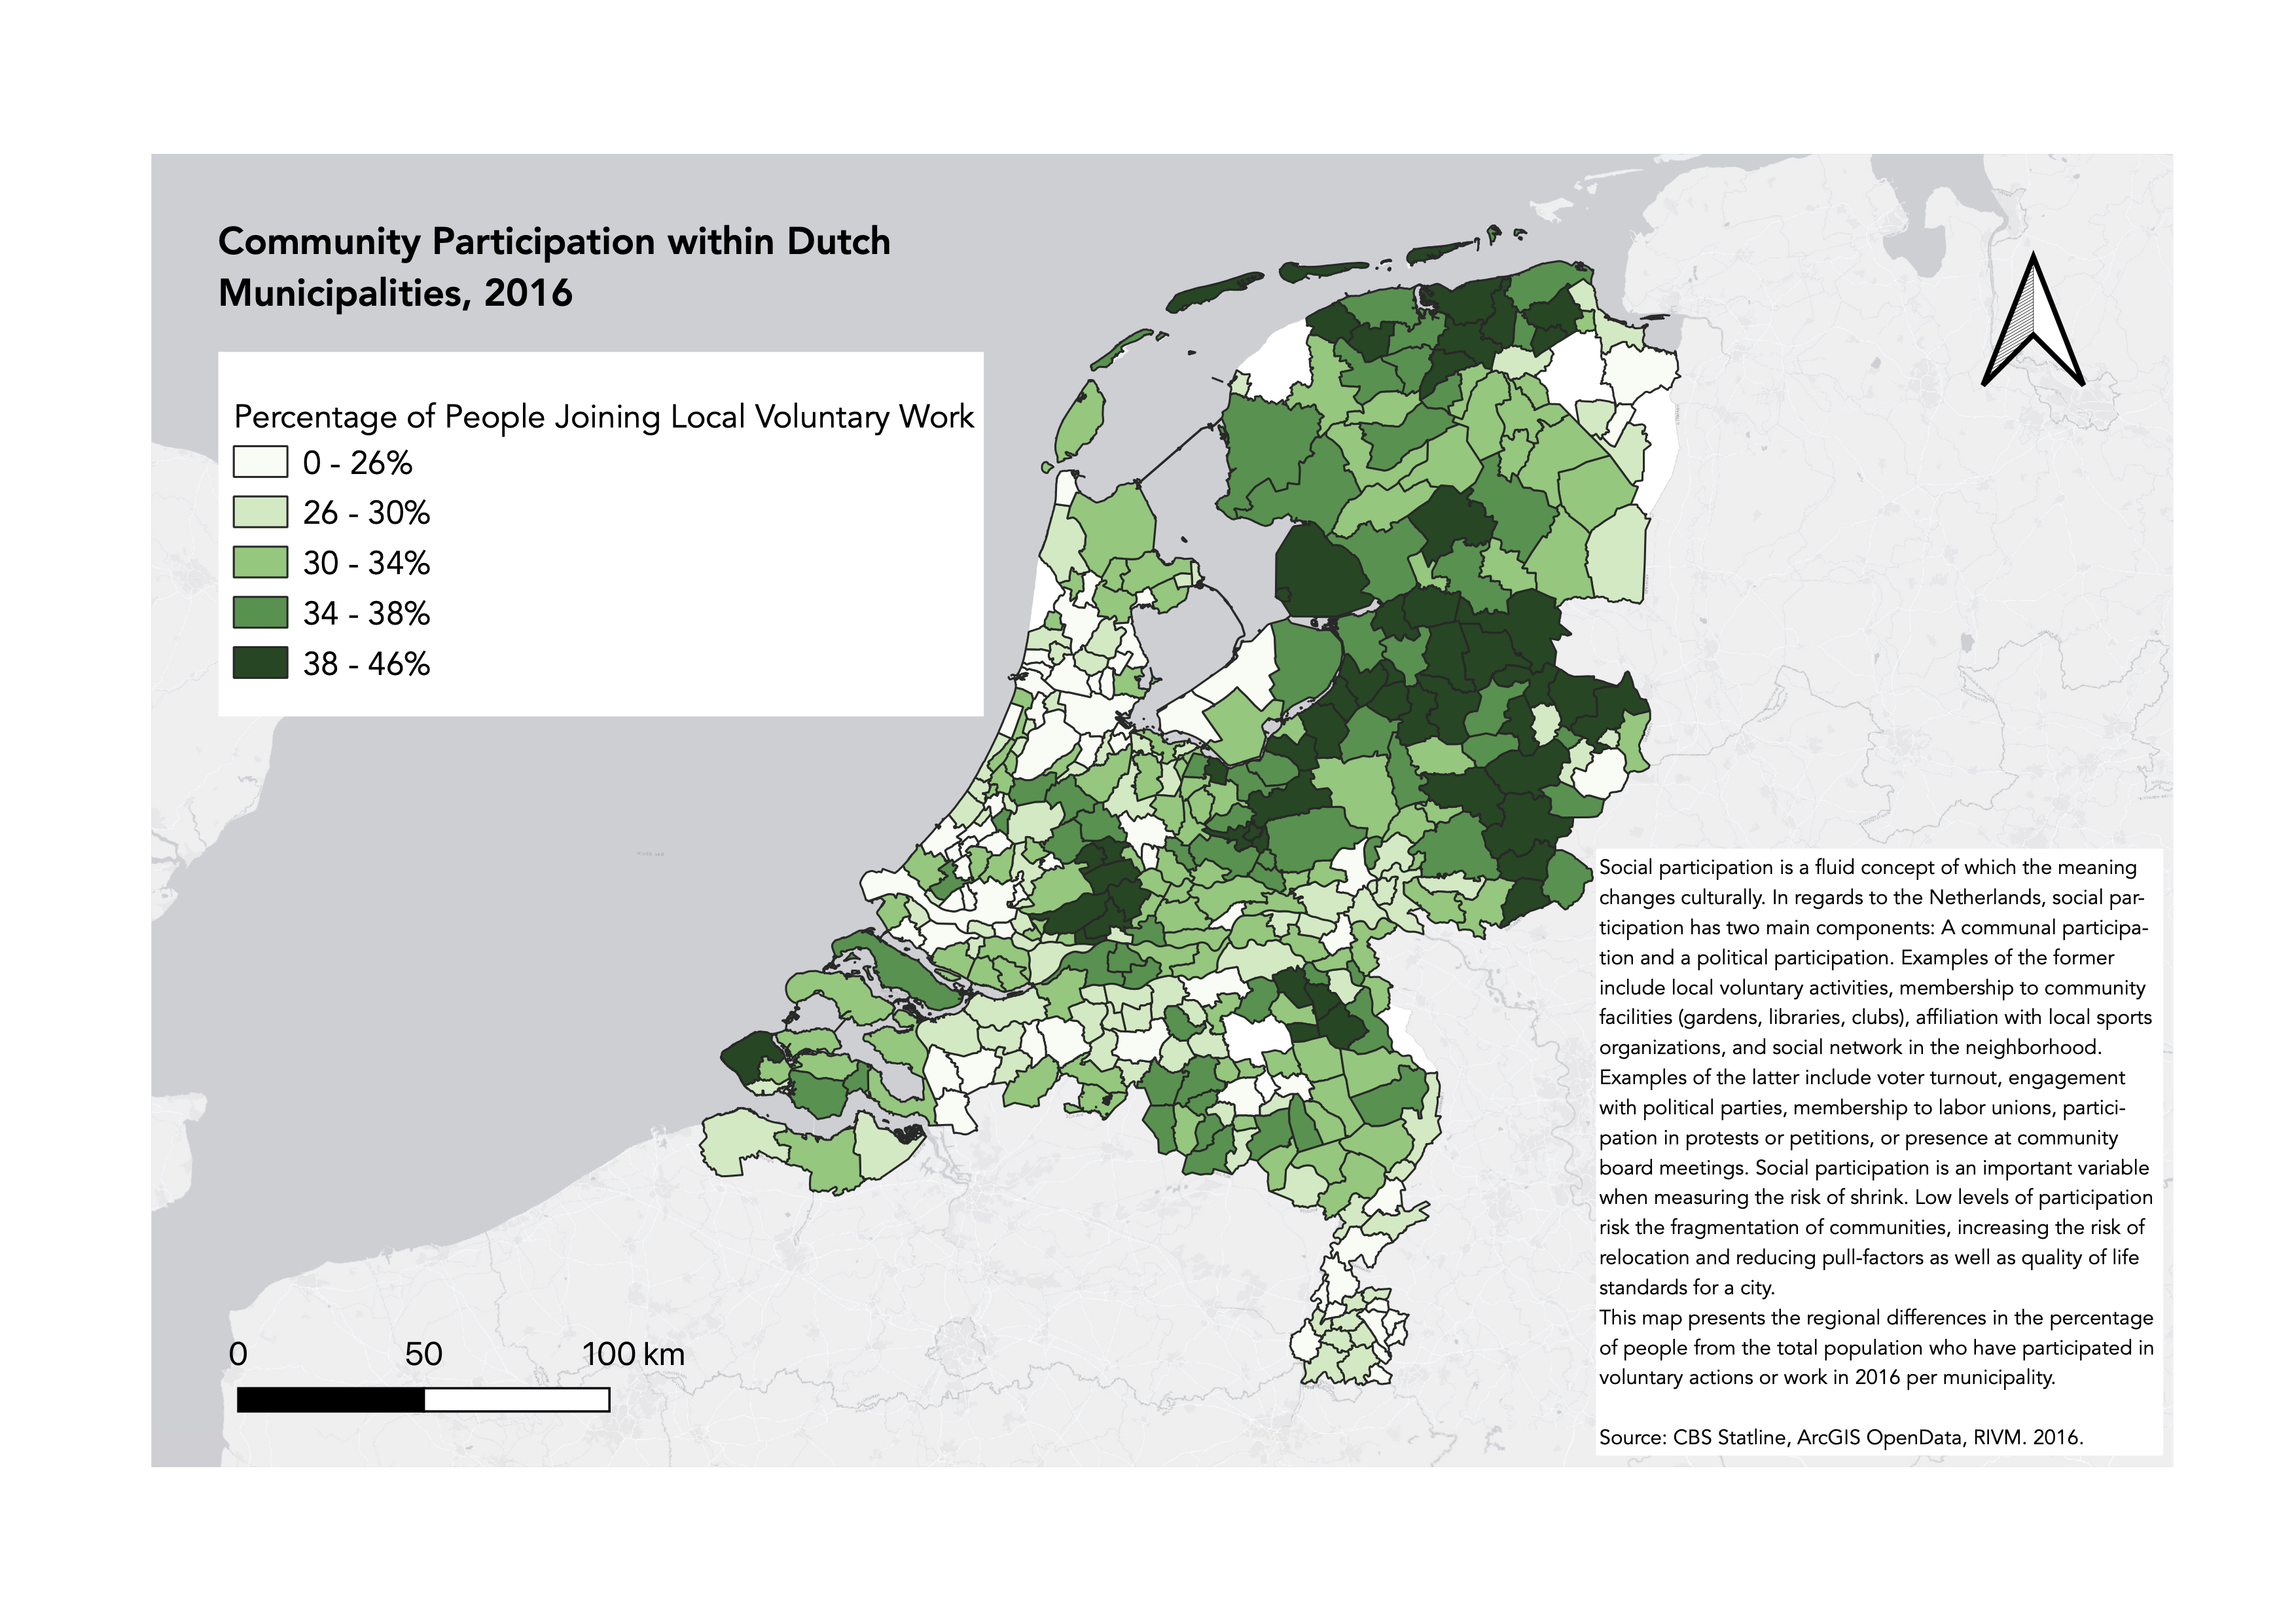 Community Participation within Dutch
Municipalities, 2016
Percentage of People Joining Local Voluntary Work
0 - 26%
26 - 30%
30 - 34%
34 - 38%
38 - 46%
Social participation is a fluid concept of which the meaning
changes culturally. In regards to the Netherlands, social par-
ticipation has two main components: A communal participa-
tion and a political participation. Examples of the former
include local voluntary activities, membership to community
facilities (gardens, libraries, clubs), affiliation with local sports
organizations, and social network in the neighborhood.
Examples of the latter include voter turnout, engagement
with political parties, membership to labor unions, partici-
pation in protests or petitions, or presence at community
board meetings. Social participation is an important variable
when measuring the risk of shrink. Low levels of participation
risk the fragmentation of communities, increasing the risk of
relocation and reducing pull-factors as well as quality of life
standards for a city.
This map presents the regional differences in the percentage
of people from the total population who have participated in
voluntary actions or work in 2016 per municipality.
Source: CBS Statline, ArcGIS OpenData, RIVM. 2016.
0 50 100 km